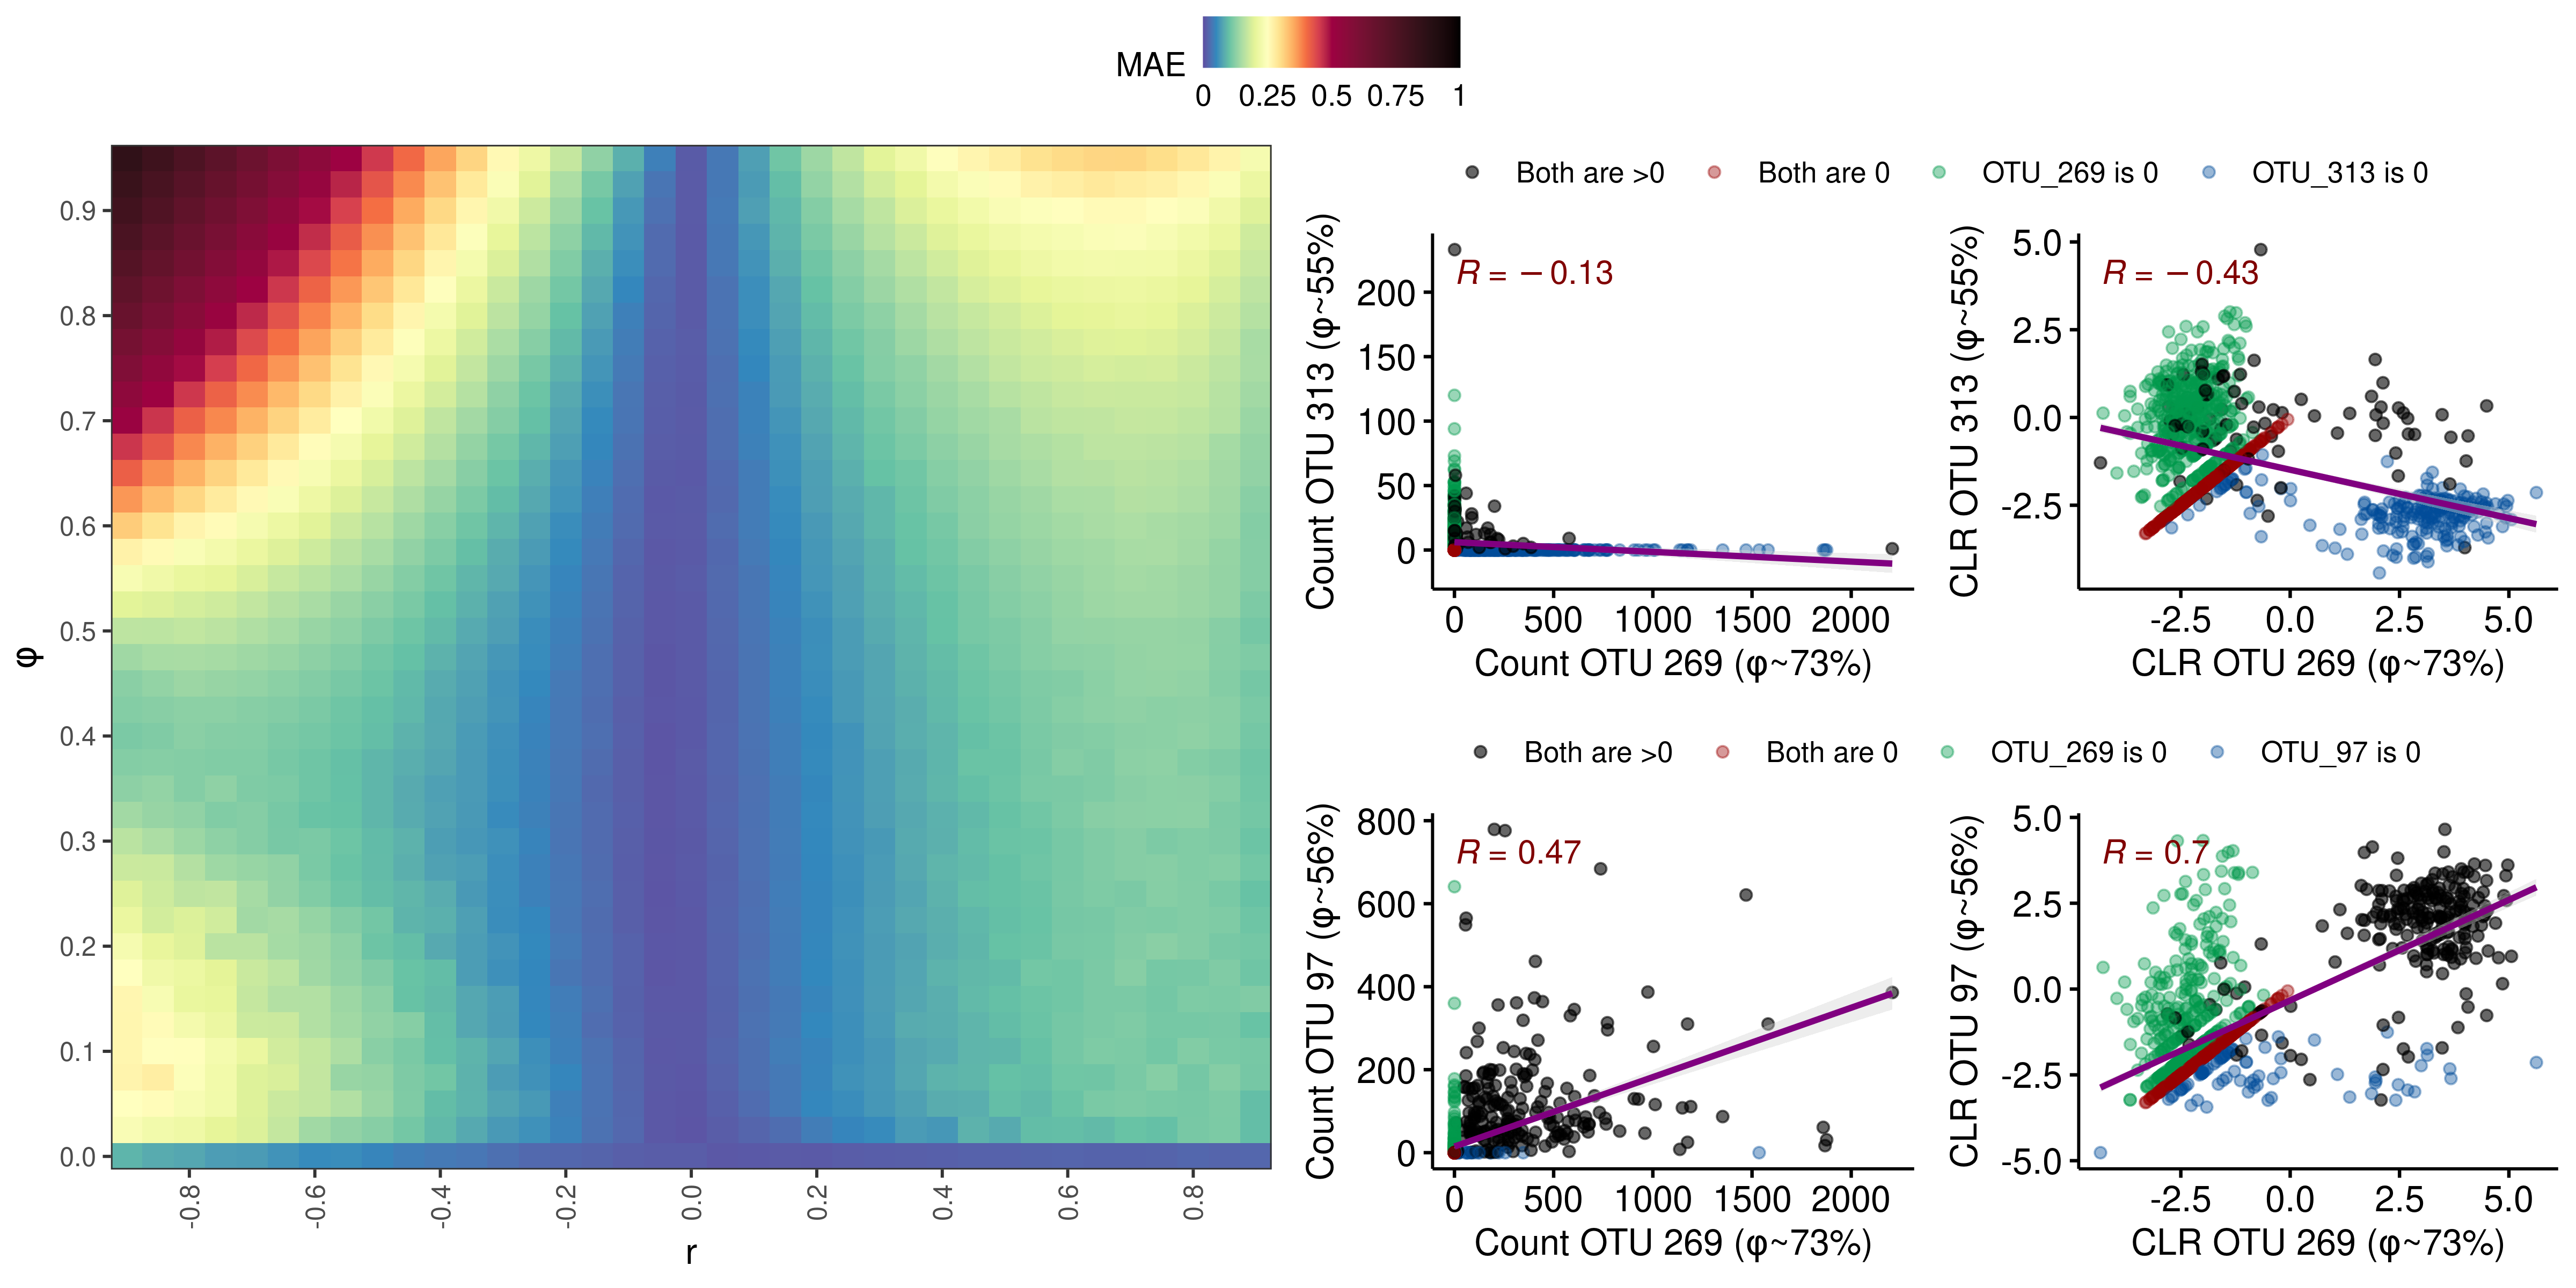 MAE
0 0.25 0.5 0.75 1
φ
0.9
0.8
0.7
0.6
0.5
0.4
0.3
0.2
0.1
0.0
-0.8 -0.6 -0.4 -0.2 0.0 0.2 0.4 0.6 0.8
r
Both are >0 Both are 0 OTU_269 is 0 OTU_313 is 0
Count OTU 313 (φ~55%)
200
150
100
50
0
R = −0.13
0 500 1000 1500 2000
Count OTU 269 (φ~73%)
CLR OTU 313 (φ~55%)
5.0
2.5
0.0
-2.5
R = −0.43
-2.5 0.0 2.5 5.0
CLR OTU 269 (φ~73%)
Both are >0 Both are 0 OTU_269 is 0 OTU_97 is 0
Count OTU 97 (φ~56%)
800
600
400
200
0
R = 0.47
0 500 1000 1500 2000
Count OTU 269 (φ~73%)
CLR OTU 97 (φ~56%)
5.0
2.5
0.0
-2.5
-5.0
R = 0.7
-2.5 0.0 2.5 5.0
CLR OTU 269 (φ~73%)